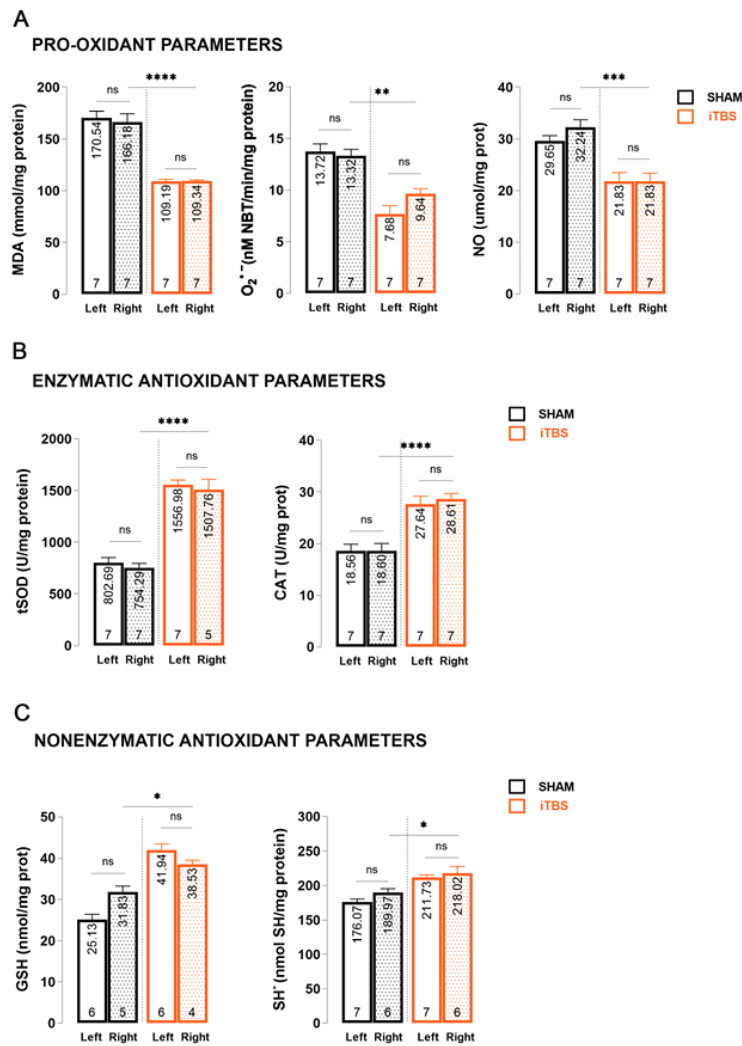 A
PRO-OXIDANT PARAMETERS
MDA (mmol/mg protein)
200
150
100
50
0
ns
****
ns
170.54
166.18
109.19
109.34
7
7
7
7
Left Right Left Right
O₂•− (nM NBT/min/mg protein)
20
15
10
5
0
ns
**
ns
13.72
13.32
7.68
9.64
7
7
7
7
Left Right Left Right
NO (umol/mg prot)
40
30
20
10
0
ns
***
ns
29.65
32.24
21.83
21.83
7
7
7
7
Left Right Left Right
SHAM
iTBS
B
ENZYMATIC ANTIOXIDANT PARAMETERS
tSOD (U/mg protein)
2000
1500
1000
500
0
ns
****
ns
802.69
754.29
1556.98
1507.76
7
7
7
5
Left Right Left Right
CAT (U/mg prot)
40
30
20
10
0
ns
****
ns
18.56
18.60
27.64
28.61
7
7
7
7
Left Right Left Right
SHAM
iTBS
C
NONENZYMATIC ANTIOXIDANT PARAMETERS
GSH (nmol/mg prot)
50
40
30
20
10
0
ns
*
ns
25.13
31.83
41.94
38.53
6
5
6
4
Left Right Left Right
SH⁻ (nmol SH/mg protein)
300
250
200
150
100
50
0
ns
*
ns
176.07
189.97
211.73
218.02
7
6
7
6
Left Right Left Right
SHAM
iTBS